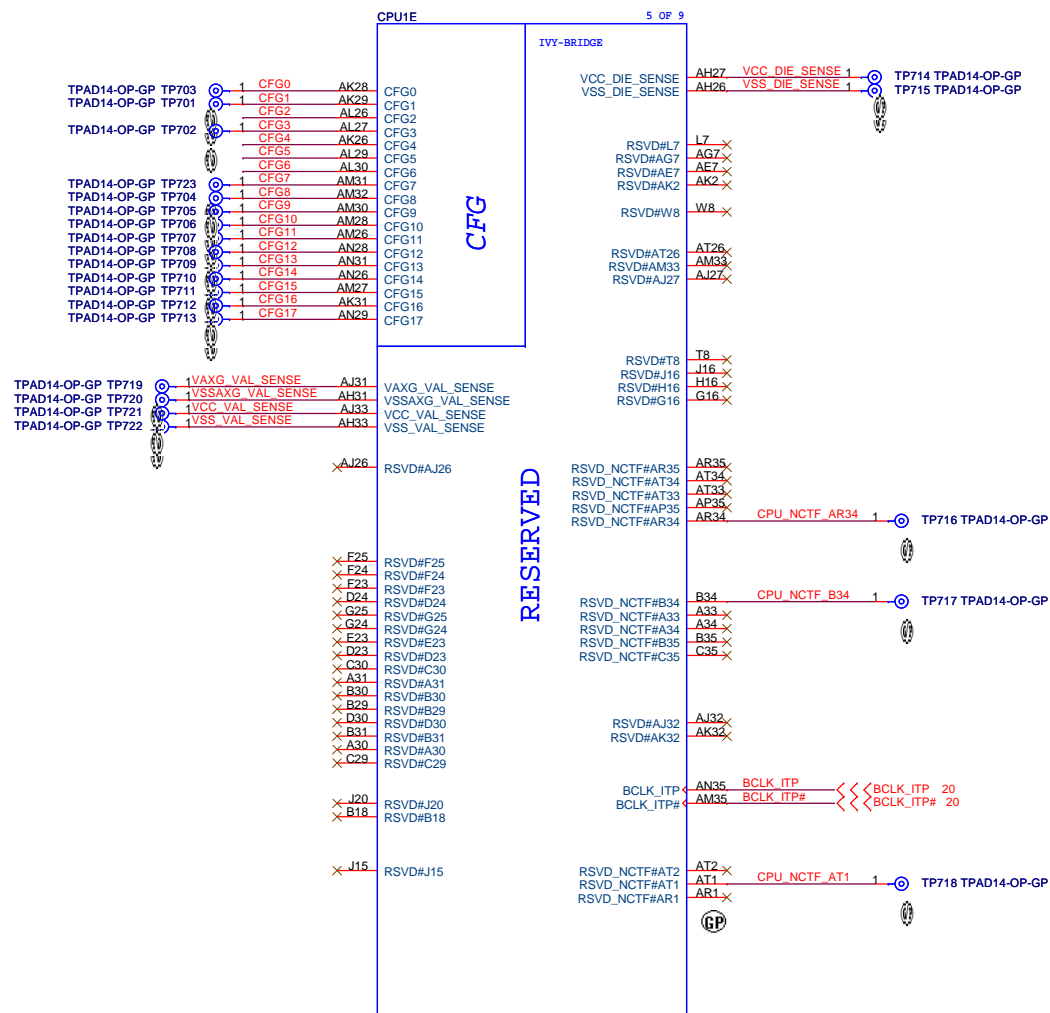 CPU1E 5 OF 9
IVY-BRIDGE
CFG
RESERVED
TPAD14-OP-GP TP703 1 CFG0 AK28 CFG0
TPAD14-OP-GP TP701 1 CFG1 AK29 CFG1
CFG2 AL26 CFG2
TPAD14-OP-GP TP702 1 CFG3 AL27 CFG3
CFG4 AK26 CFG4
CFG5 AL29 CFG5
CFG6 AL30 CFG6
TPAD14-OP-GP TP723 1 CFG7 AM31 CFG7
TPAD14-OP-GP TP704 1 CFG8 AM32 CFG8
TPAD14-OP-GP TP705 1 CFG9 AM30 CFG9
TPAD14-OP-GP TP706 1 CFG10 AM28 CFG10
TPAD14-OP-GP TP707 1 CFG11 AM26 CFG11
TPAD14-OP-GP TP708 1 CFG12 AN28 CFG12
TPAD14-OP-GP TP709 1 CFG13 AN31 CFG13
TPAD14-OP-GP TP710 1 CFG14 AN26 CFG14
TPAD14-OP-GP TP711 1 CFG15 AM27 CFG15
TPAD14-OP-GP TP712 1 CFG16 AK31 CFG16
TPAD14-OP-GP TP713 1 CFG17 AN29 CFG17
TPAD14-OP-GP TP719 1 VAXG_VAL_SENSE AJ31 VAXG_VAL_SENSE
TPAD14-OP-GP TP720 1 VSSAXG_VAL_SENSE AH31 VSSAXG_VAL_SENSE
TPAD14-OP-GP TP721 1 VCC_VAL_SENSE AJ33 VCC_VAL_SENSE
TPAD14-OP-GP TP722 1 VSS_VAL_SENSE AH33 VSS_VAL_SENSE
AJ26 RSVD#AJ26
F25 RSVD#F25
F24 RSVD#F24
F23 RSVD#F23
D24 RSVD#D24
G25 RSVD#G25
G24 RSVD#G24
E23 RSVD#E23
D23 RSVD#D23
C30 RSVD#C30
A31 RSVD#A31
B30 RSVD#B30
B29 RSVD#B29
D30 RSVD#D30
B31 RSVD#B31
A30 RSVD#A30
C29 RSVD#C29
J20 RSVD#J20
B18 RSVD#B18
J15 RSVD#J15
VCC_DIE_SENSE AH27 VCC_DIE_SENSE 1 TP714 TPAD14-OP-GP
VSS_DIE_SENSE AH26 VSS_DIE_SENSE 1 TP715 TPAD14-OP-GP
RSVD#L7 L7
RSVD#AG7 AG7
RSVD#AE7 AE7
RSVD#AK2 AK2
RSVD#W8 W8
RSVD#AT26 AT26
RSVD#AM33 AM33
RSVD#AJ27 AJ27
RSVD#T8 T8
RSVD#J16 J16
RSVD#H16 H16
RSVD#G16 G16
RSVD_NCTF#AR35 AR35
RSVD_NCTF#AT34 AT34
RSVD_NCTF#AT33 AT33
RSVD_NCTF#AP35 AP35
RSVD_NCTF#AR34 AR34 CPU_NCTF_AR34 1 TP716 TPAD14-OP-GP
RSVD_NCTF#B34 B34 CPU_NCTF_B34 1 TP717 TPAD14-OP-GP
RSVD_NCTF#A33 A33
RSVD_NCTF#A34 A34
RSVD_NCTF#B35 B35
RSVD_NCTF#C35 C35
RSVD#AJ32 AJ32
RSVD#AK32 AK32
BCLK_ITP AN35 BCLK_ITP BCLK_ITP 20
BCLK_ITP# AM35 BCLK_ITP# BCLK_ITP# 20
RSVD_NCTF#AT2 AT2
RSVD_NCTF#AT1 AT1 CPU_NCTF_AT1 1 TP718 TPAD14-OP-GP
RSVD_NCTF#AR1 AR1
GP